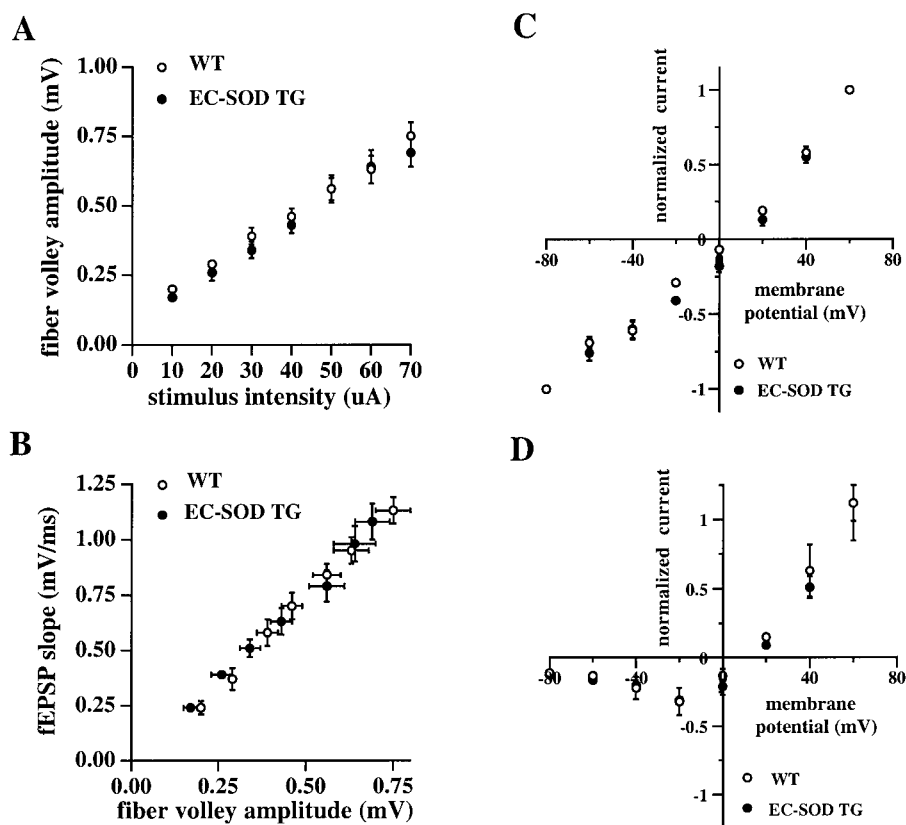 A
WT
EC-SOD TG
1.00
0.75
0.50
0.25
0.00
fiber volley amplitude (mV)
0 10 20 30 40 50 60 70
stimulus intensity (uA)
B
WT
EC-SOD TG
1.25
1.00
0.75
0.50
0.25
0.00
fEPSP slope (mV/ms)
0.00 0.25 0.50 0.75
fiber volley amplitude (mV)
C
normalized current
1
0.5
0
-80 -40 0 40 80
membrane
potential (mV)
-0.5
-1
WT
EC-SOD TG
D
normalized current
1
0.5
0
-80 -40 0 40 80
membrane
potential (mV)
-0.5
-1
WT
EC-SOD TG